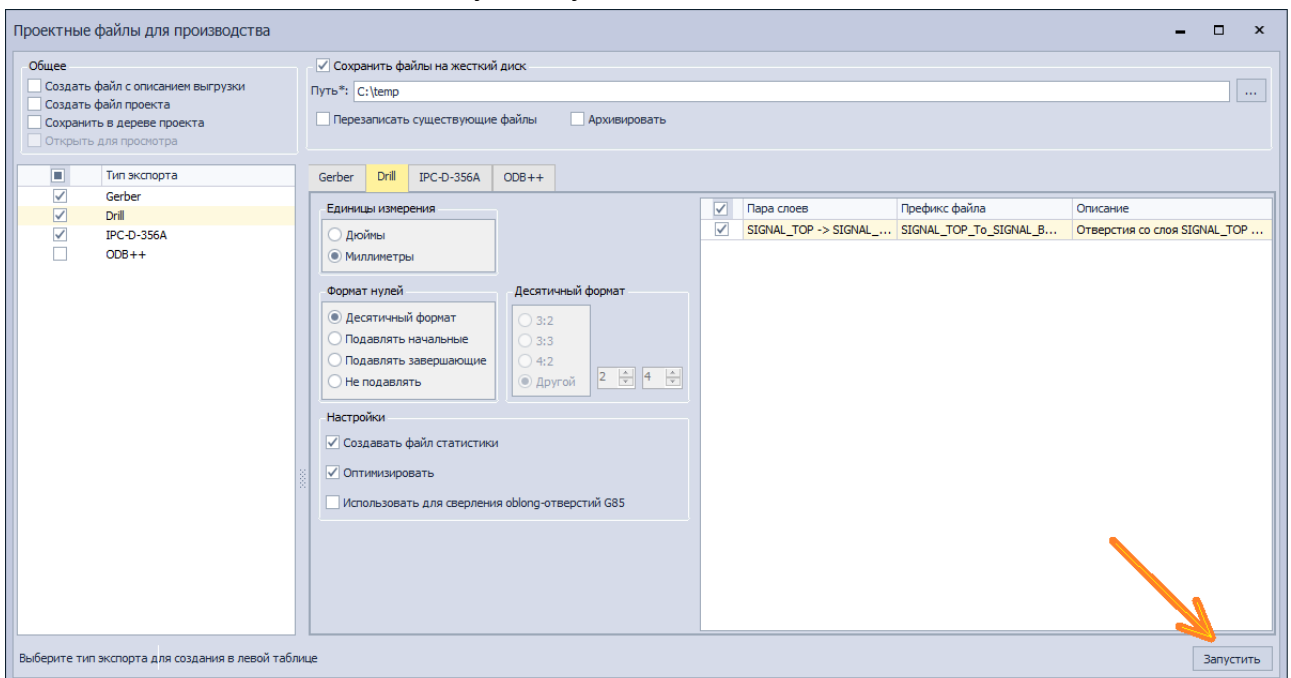 Проектные файлы для производства
Общее
Создать файл с описанием выгрузки
Создать файл проекта
Сохранить в дереве проекта
Открыть для просмотра
Сохранить файлы на жесткий диск
Путь*: C:\temp ...
Перезаписать существующие файлы Архивировать
Тип экспорта
Gerber
Drill
IPC-D-356A
ODB++
Gerber Drill IPC-D-356A ODB++
Единицы измерения
Дюймы
Миллиметры
Формат нулей
Десятичный формат
Подавлять начальные
Подавлять завершающие
Не подавлять
Десятичный формат
3:2
3:3
4:2
Другой 2 4
Настройки
Создавать файл статистики
Оптимизировать
Использовать для сверления oblong-отверстий G85
Пара слоев Префикс файла Описание
SIGNAL_TOP -> SIGNAL_... SIGNAL_TOP_To_SIGNAL_B... Отверстия со слоя SIGNAL_TOP ...
Выберите тип экспорта для создания в левой таблице
Запустить